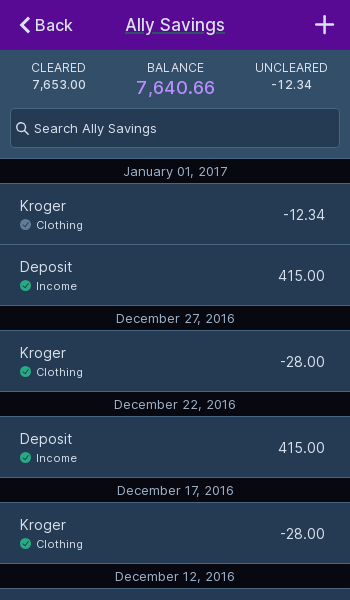 Back
Ally Savings
CLEARED
BALANCE
UNCLEARED
7,653.00
7,640.66
-12.34
Search Ally Savings
January 01, 2017
Kroger
-12.34
Clothing
Deposit
415.00
Income
December 27, 2016
Kroger
-28.00
Clothing
December 22, 2016
Deposit
415.00
Income
December 17, 2016
Kroger
-28.00
Clothing
December 12, 2016